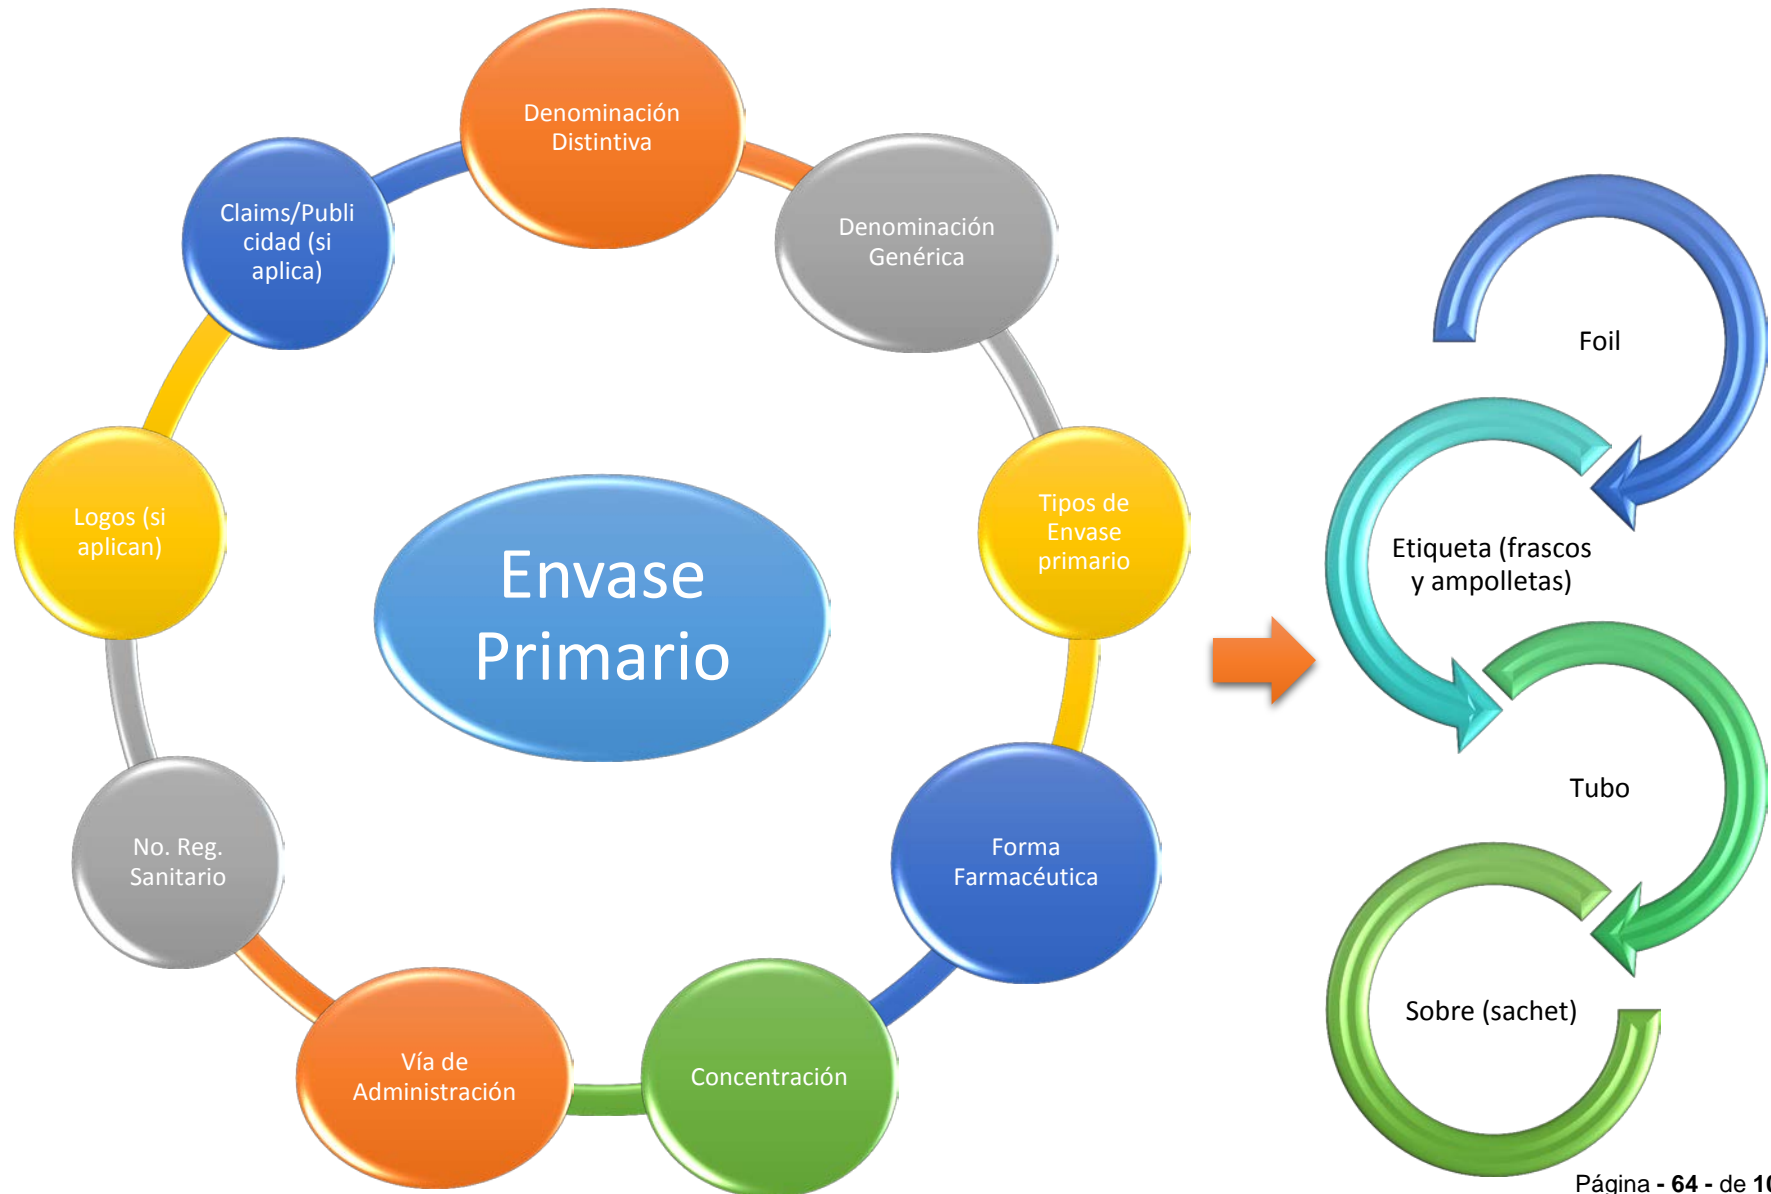 Denominación
Distintiva
Denominación
Genérica
Tipos de
Envase
primario
Forma
Farmacéutica
Concentración
Vía de
Administración
No. Reg.
Sanitario
Logos (si
aplican)
Claims/Publi
cidad (si
aplica)
Envase
Primario
Foil
Etiqueta (frascos
y ampolletas)
Tubo
Sobre (sachet)
Página - 64 - de